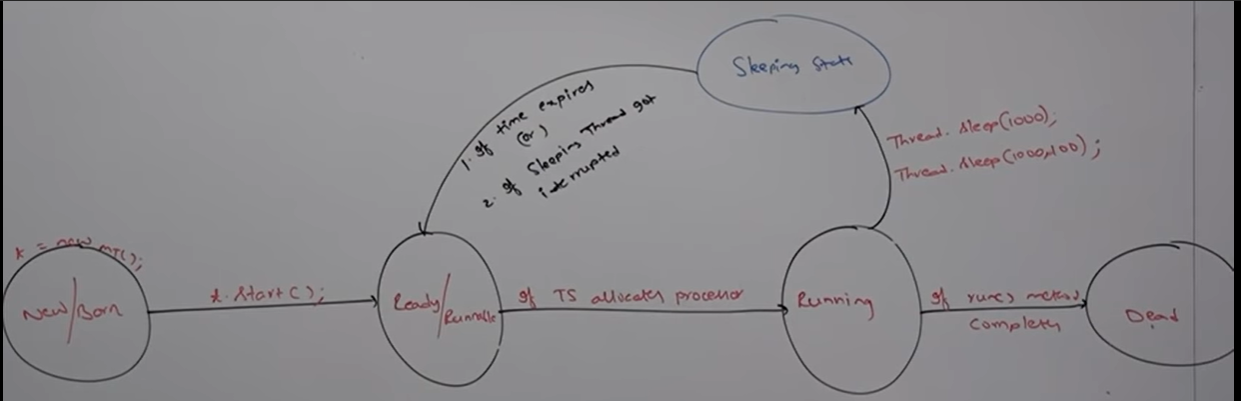 Sleeping State
1. If time expires
(or)
2. If Sleeping Thread got
interrupted
Thread.sleep(1000);
Thread.sleep(1000,100);
t = new MT();
New/Born
t.start();
Ready/
Runnable
If TS allocates processor
Running
If run() method
Completes
Dead